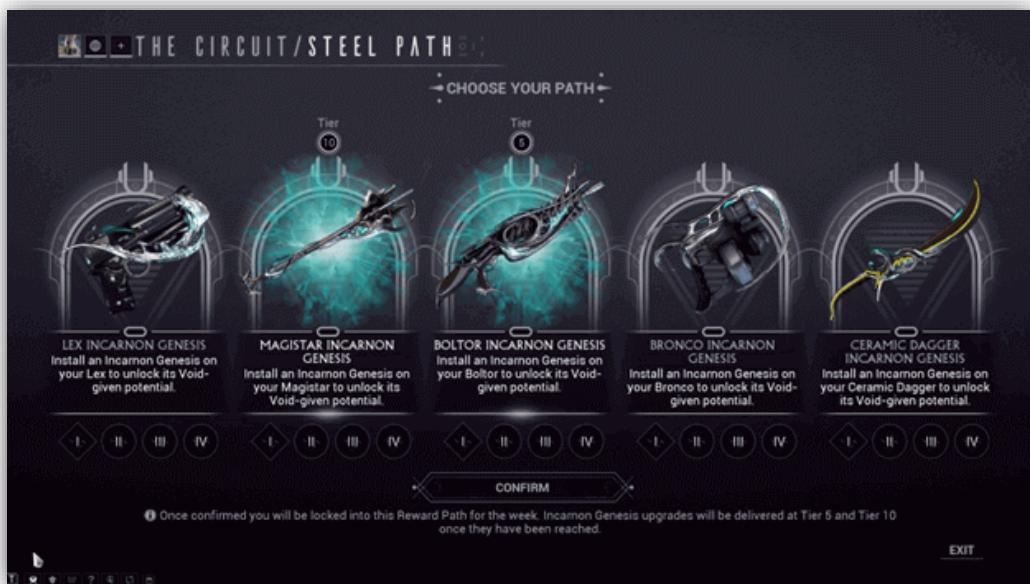 THE CIRCUIT/STEEL PATH
CHOOSE YOUR PATH
Tier
10
Tier
5
LEX INCARNON GENESIS
Install an Incarnon Genesis on
your Lex to unlock its Void-
given potential.
MAGISTAR INCARNON
GENESIS
Install an Incarnon Genesis on
your Magistar to unlock its
Void-given potential.
BOLTOR INCARNON GENESIS
Install an Incarnon Genesis on
your Boltor to unlock its Void-
given potential.
BRONCO INCARNON
GENESIS
Install an Incarnon Genesis on
your Bronco to unlock its Void-
given potential.
CERAMIC DAGGER
INCARNON GENESIS
Install an Incarnon Genesis on
your Ceramic Dagger to unlock
its Void-given potential.
I II III IV
I II III IV
I II III IV
I II III IV
I II III IV
CONFIRM
Once confirmed you will be locked into this Reward Path for the week. Incarnon Genesis upgrades will be delivered at Tier 5 and Tier 10
once they have been reached.
EXIT